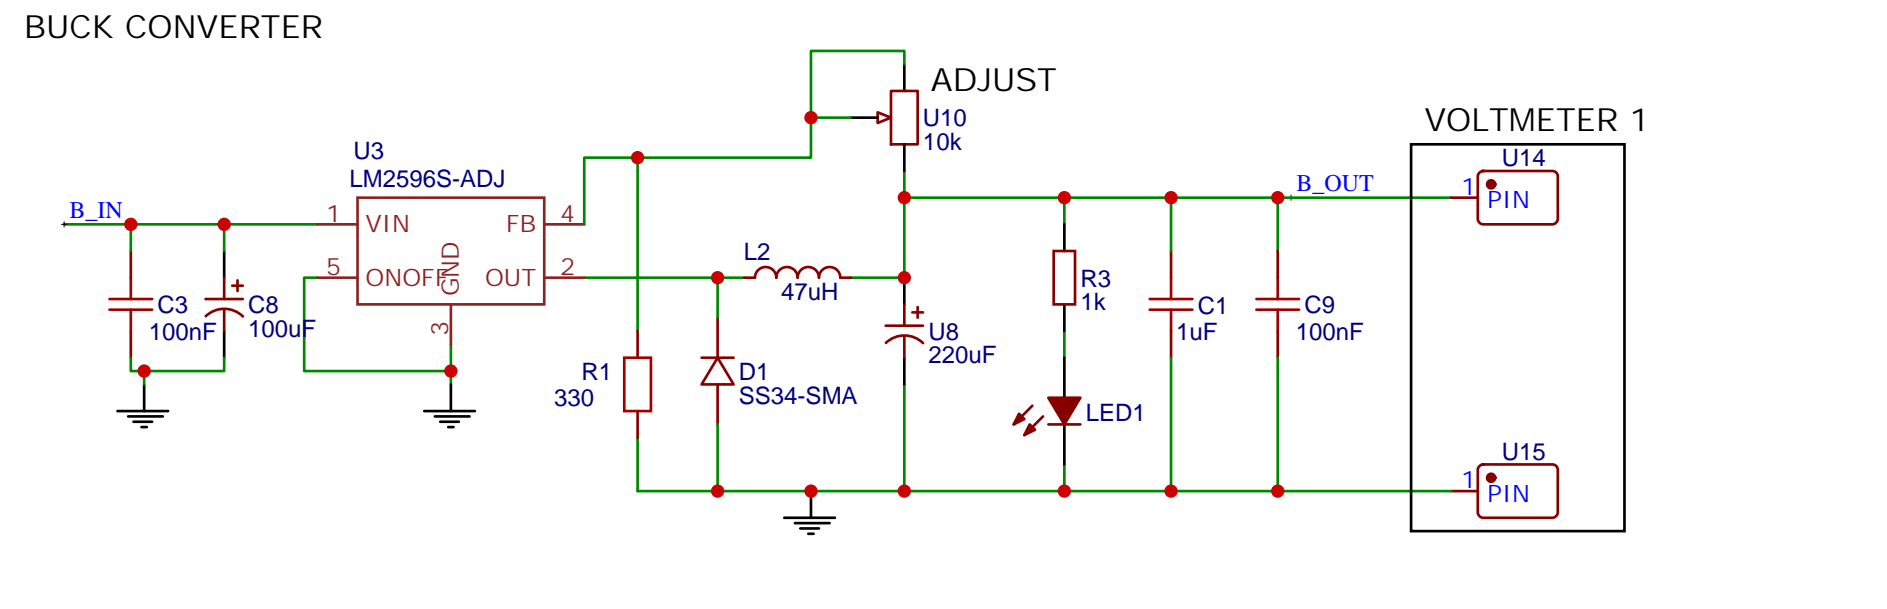 BUCK CONVERTER
ADJUST
U10
10k
VOLTMETER 1
U14
1
PIN
B_OUT
U3
LM2596S-ADJ
B_IN
1
VIN
FB
4
5
ONOFF
GND
OUT
2
3
L2
47uH
C3
100nF
+
C8
100uF
+
U8
220uF
R3
1k
C1
1uF
C9
100nF
R1
330
D1
SS34-SMA
LED1
U15
1
PIN